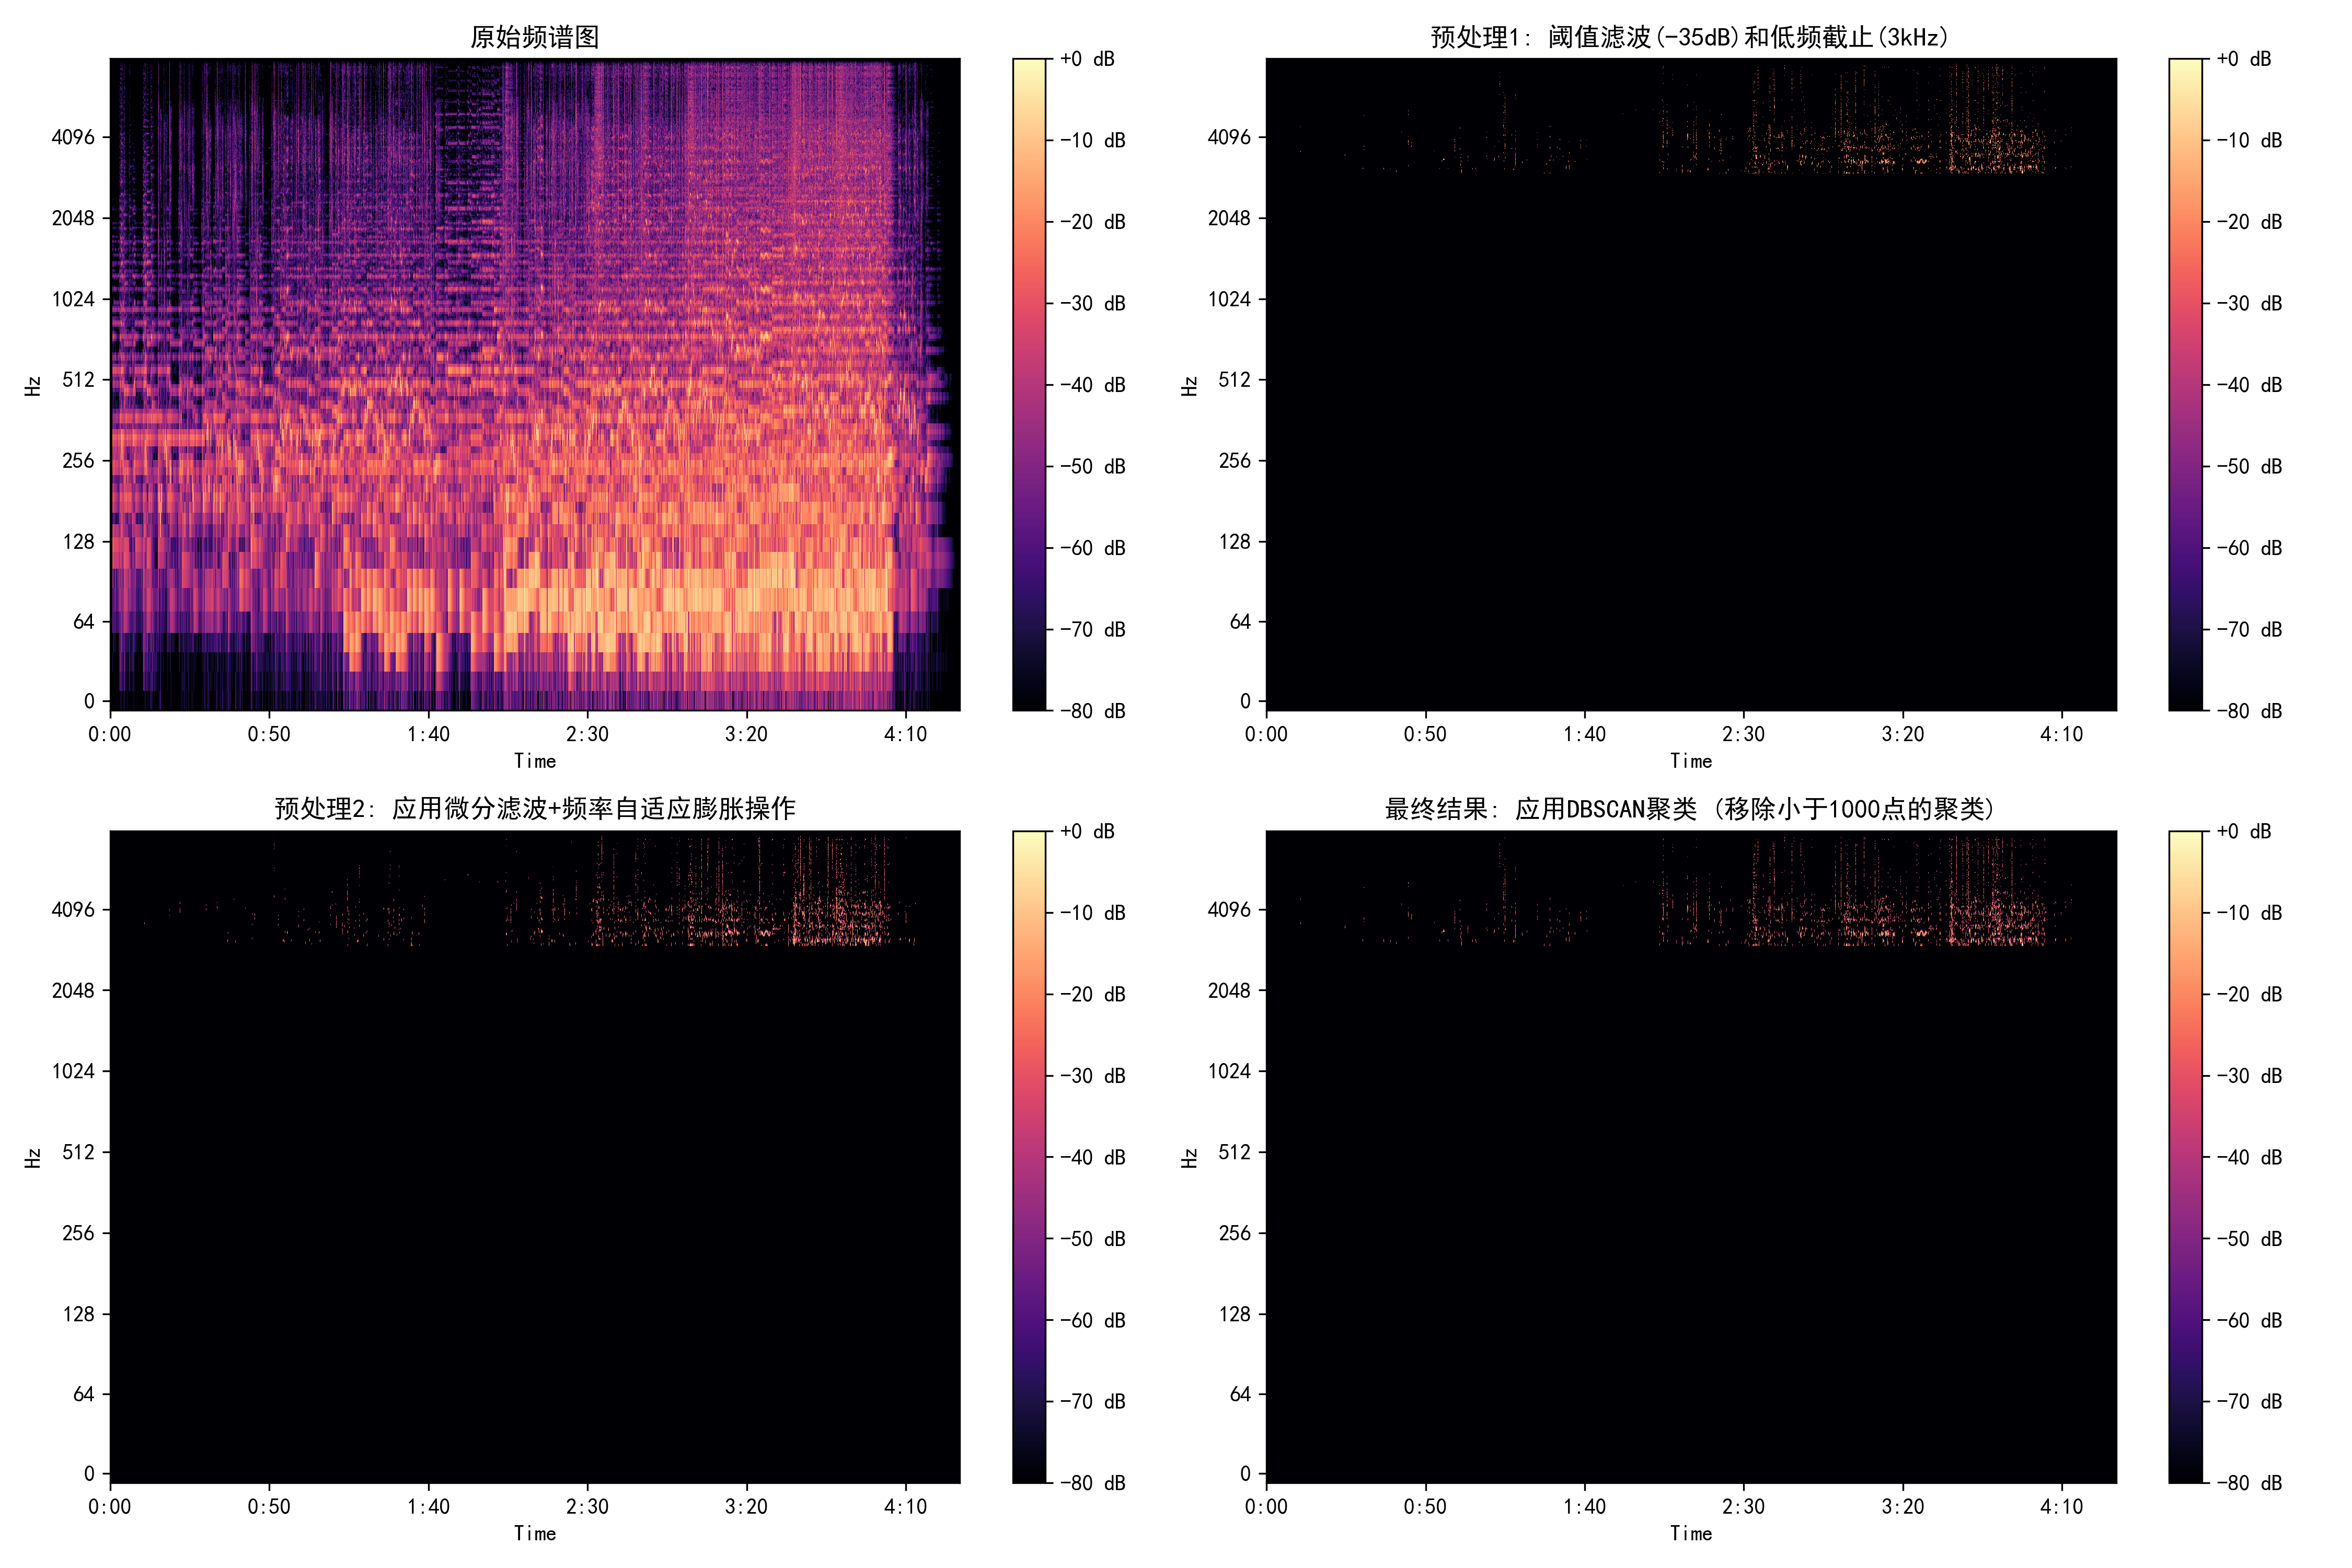 原始频谱图
4096
2048
1024
512
256
128
64
0
Hz
0:00 0:50 1:40 2:30 3:20 4:10
Time
+0 dB
−10 dB
−20 dB
−30 dB
−40 dB
−50 dB
−60 dB
−70 dB
−80 dB
预处理1: 阈值滤波(-35dB)和低频截止(3kHz)
4096
2048
1024
512
256
128
64
0
Hz
0:00 0:50 1:40 2:30 3:20 4:10
Time
+0 dB
−10 dB
−20 dB
−30 dB
−40 dB
−50 dB
−60 dB
−70 dB
−80 dB
预处理2: 应用微分滤波+频率自适应膨胀操作
4096
2048
1024
512
256
128
64
0
Hz
0:00 0:50 1:40 2:30 3:20 4:10
Time
+0 dB
−10 dB
−20 dB
−30 dB
−40 dB
−50 dB
−60 dB
−70 dB
−80 dB
最终结果: 应用DBSCAN聚类 (移除小于1000点的聚类)
4096
2048
1024
512
256
128
64
0
Hz
0:00 0:50 1:40 2:30 3:20 4:10
Time
+0 dB
−10 dB
−20 dB
−30 dB
−40 dB
−50 dB
−60 dB
−70 dB
−80 dB